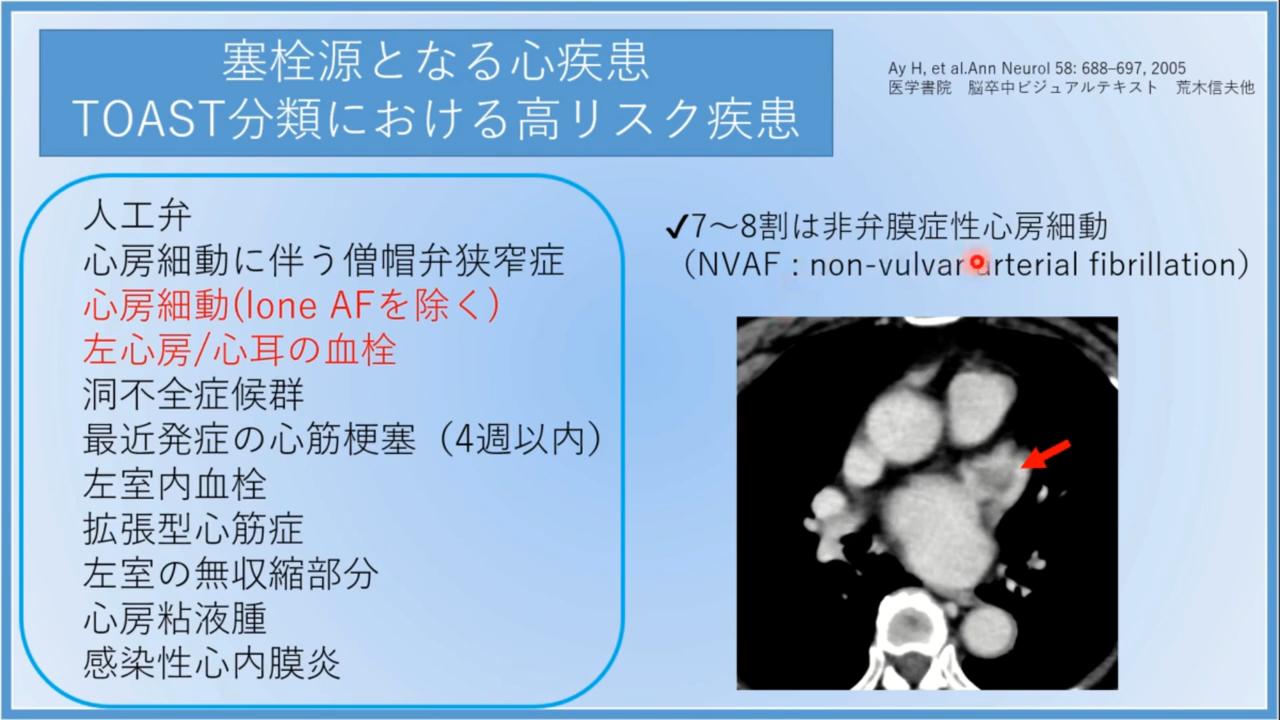 塞栓源となる心疾患
TOAST分類における高リスク疾患
Ay H, et al.Ann Neurol 58: 688–697, 2005
医学書院　脳卒中ビジュアルテキスト　荒木信夫他
人工弁
心房細動に伴う僧帽弁狭窄症
心房細動(lone AFを除く)
左心房/心耳の血栓
洞不全症候群
最近発症の心筋梗塞（4週以内）
左室内血栓
拡張型心筋症
左室の無収縮部分
心房粘液腫
感染性心内膜炎
✓7～8割は非弁膜症性心房細動
（NVAF : non-vulvar arterial fibrillation）